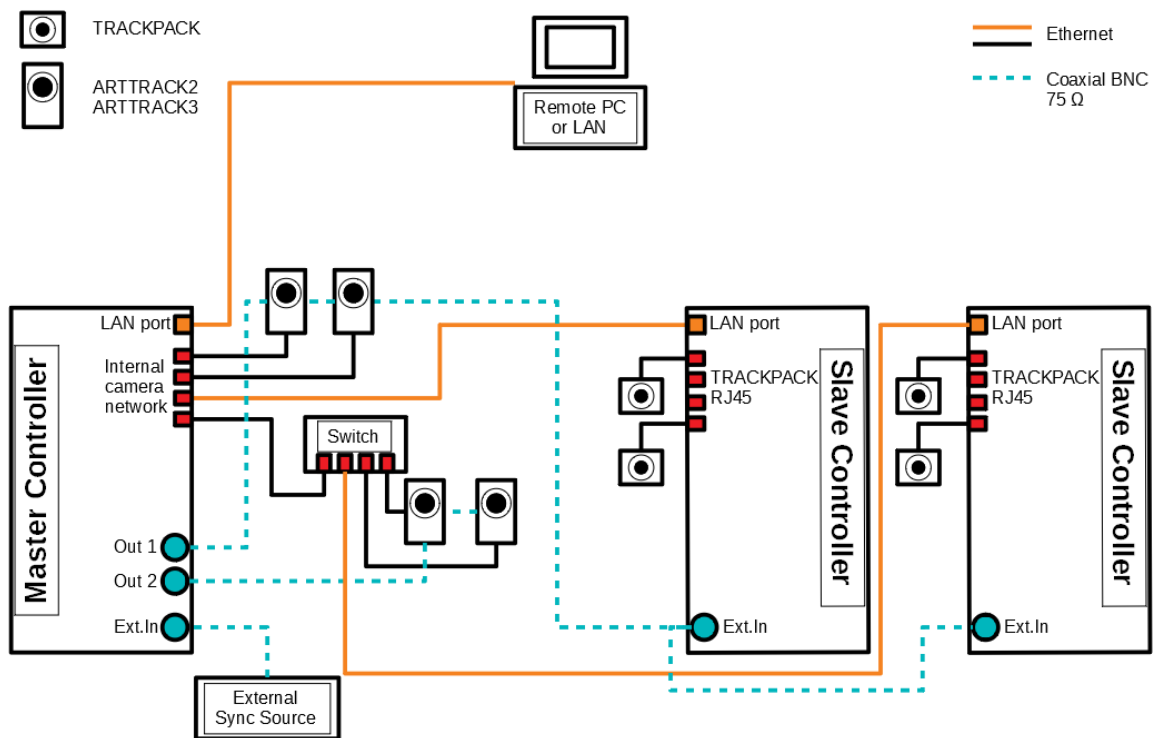 TRACKPACK
ARTTRACK2
ARTTRACK3
Remote PC
or LAN
Ethernet
Coaxial BNC
75 Ω
Master Controller
LAN port
Internal
camera
network
Switch
Out 1
Out 2
Ext.In
External
Sync Source
LAN port
TRACKPACK
RJ45
Slave Controller
Ext.In
LAN port
TRACKPACK
RJ45
Slave Controller
Ext.In